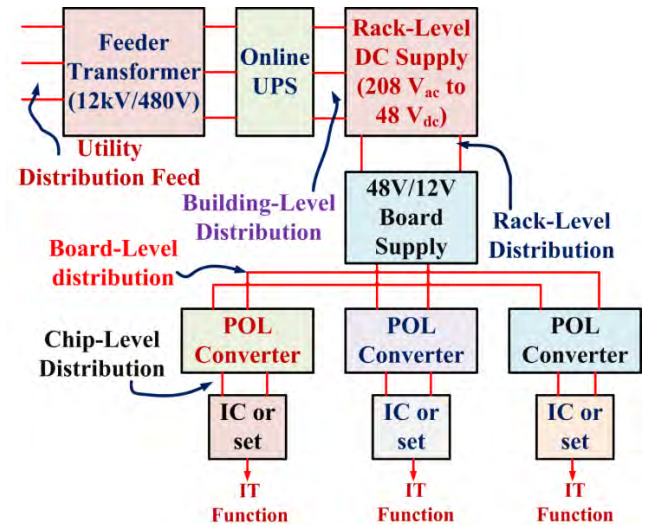 Feeder
Transformer
(12kV/480V)
Online
UPS
Rack-Level
DC Supply
(208 Vac to
48 Vdc)
Utility
Distribution Feed
Building-Level
Distribution
48V/12V
Board
Supply
Rack-Level
Distribution
Board-Level
distribution
Chip-Level
Distribution
POL
Converter
POL
Converter
POL
Converter
IC or
set
IC or
set
IC or
set
IT
Function
IT
Function
IT
Function